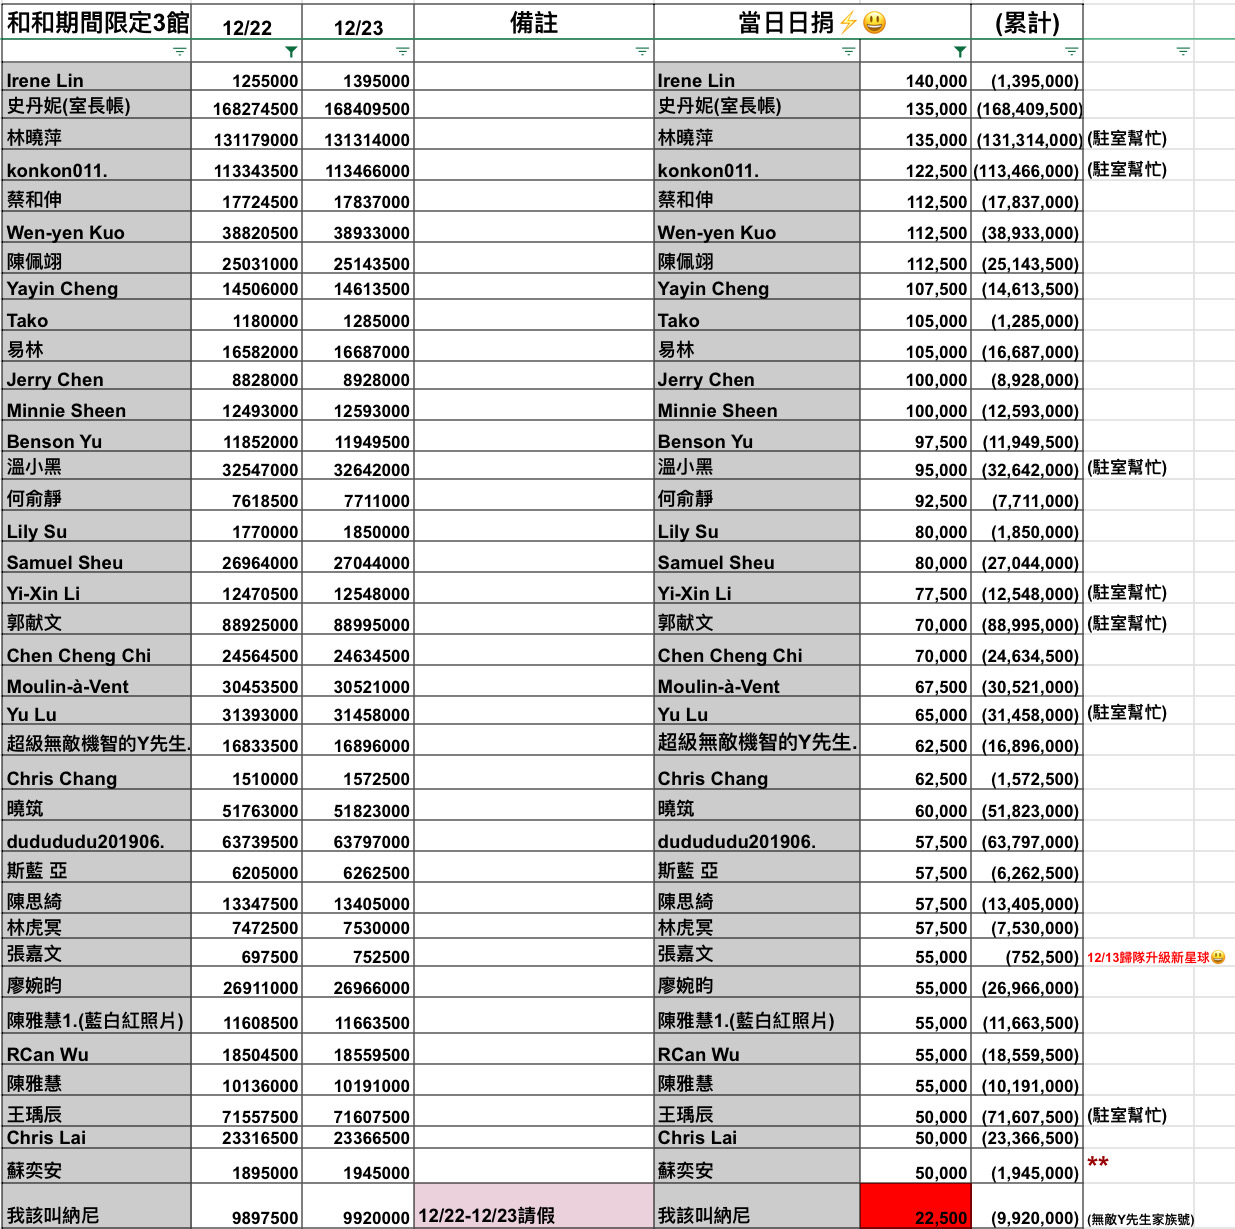 和和期間限定3館 12/22 12/23 備註 當日日捐⚡😃 (累計)
Irene Lin 1255000 1395000 Irene Lin 140,000 (1,395,000)
史丹妮(室長帳) 168274500 168409500 史丹妮(室長帳) 135,000 (168,409,500)
林曉萍 131179000 131314000 林曉萍 135,000 (131,314,000) (駐室幫忙)
konkon011. 113343500 113466000 konkon011. 122,500 (113,466,000) (駐室幫忙)
蔡和伸 17724500 17837000 蔡和伸 112,500 (17,837,000)
Wen-yen Kuo 38820500 38933000 Wen-yen Kuo 112,500 (38,933,000)
陳佩翊 25031000 25143500 陳佩翊 112,500 (25,143,500)
Yayin Cheng 14506000 14613500 Yayin Cheng 107,500 (14,613,500)
Tako 1180000 1285000 Tako 105,000 (1,285,000)
易林 16582000 16687000 易林 105,000 (16,687,000)
Jerry Chen 8828000 8928000 Jerry Chen 100,000 (8,928,000)
Minnie Sheen 12493000 12593000 Minnie Sheen 100,000 (12,593,000)
Benson Yu 11852000 11949500 Benson Yu 97,500 (11,949,500)
溫小黑 32547000 32642000 溫小黑 95,000 (32,642,000) (駐室幫忙)
何俞靜 7618500 7711000 何俞靜 92,500 (7,711,000)
Lily Su 1770000 1850000 Lily Su 80,000 (1,850,000)
Samuel Sheu 26964000 27044000 Samuel Sheu 80,000 (27,044,000)
Yi-Xin Li 12470500 12548000 Yi-Xin Li 77,500 (12,548,000) (駐室幫忙)
郭献文 88925000 88995000 郭献文 70,000 (88,995,000) (駐室幫忙)
Chen Cheng Chi 24564500 24634500 Chen Cheng Chi 70,000 (24,634,500)
Moulin-à-Vent 30453500 30521000 Moulin-à-Vent 67,500 (30,521,000)
Yu Lu 31393000 31458000 Yu Lu 65,000 (31,458,000) (駐室幫忙)
超級無敵機智的Y先生. 16833500 16896000 超級無敵機智的Y先生. 62,500 (16,896,000)
Chris Chang 1510000 1572500 Chris Chang 62,500 (1,572,500)
曉筑 51763000 51823000 曉筑 60,000 (51,823,000)
dudududu201906. 63739500 63797000 dudududu201906. 57,500 (63,797,000)
斯藍 亞 6205000 6262500 斯藍 亞 57,500 (6,262,500)
陳思綺 13347500 13405000 陳思綺 57,500 (13,405,000)
林虎冥 7472500 7530000 林虎冥 57,500 (7,530,000)
張嘉文 697500 752500 張嘉文 55,000 (752,500) 12/13歸隊升級新星球😃
廖婉昀 26911000 26966000 廖婉昀 55,000 (26,966,000)
陳雅慧1.(藍白紅照片) 11608500 11663500 陳雅慧1.(藍白紅照片) 55,000 (11,663,500)
RCan Wu 18504500 18559500 RCan Wu 55,000 (18,559,500)
陳雅慧 10136000 10191000 陳雅慧 55,000 (10,191,000)
王瑀辰 71557500 71607500 王瑀辰 50,000 (71,607,500) (駐室幫忙)
Chris Lai 23316500 23366500 Chris Lai 50,000 (23,366,500)
蘇奕安 1895000 1945000 蘇奕安 50,000 (1,945,000) **
我該叫納尼 9897500 9920000 12/22-12/23請假 我該叫納尼 22,500 (9,920,000) (無敵Y先生家族號)